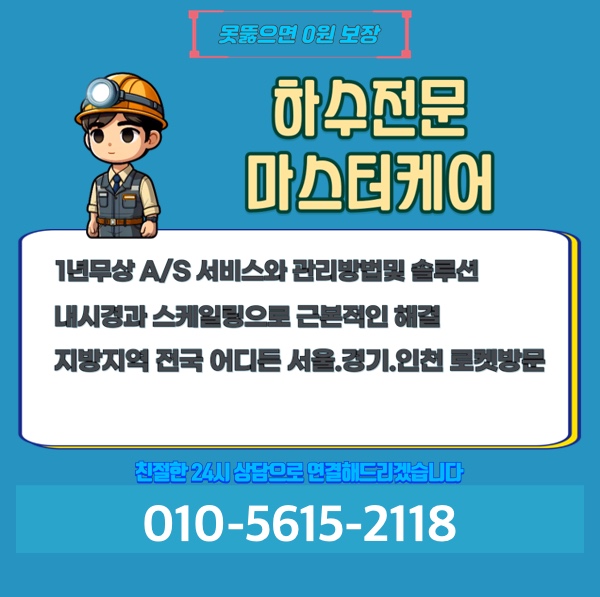 못뚫으면 0원 보장
하수전문
마스터케어
1년무상 A/S 서비스와 관리방법및 솔루션
내시경과 스케일링으로 근본적인 해결
지방지역 전국 어디든 서울.경기.인천 로켓방문
친절한 24시 상담으로 연결해드리겠습니다
010-5615-2118